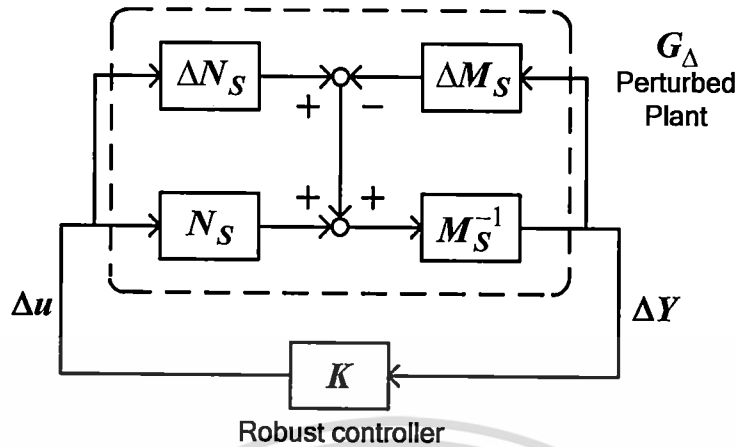 ΔN_S
ΔM_S
G_Δ
Perturbed
Plant
+
−
+
+
N_S
M_S^{-1}
Δu
ΔY
K
Robust controller